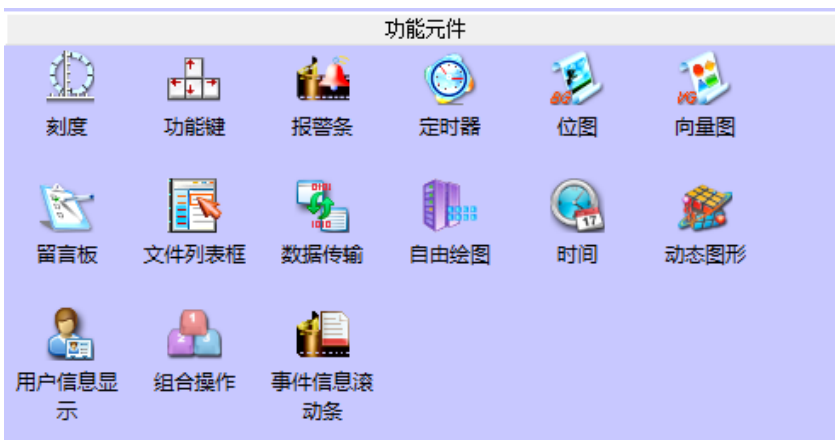 功能元件
刻度 功能键 报警条 定时器 位图 向量图
留言板 文件列表框 数据传输 自由绘图 时间 动态图形
用户信息显 组合操作 事件信息滚
示 动条